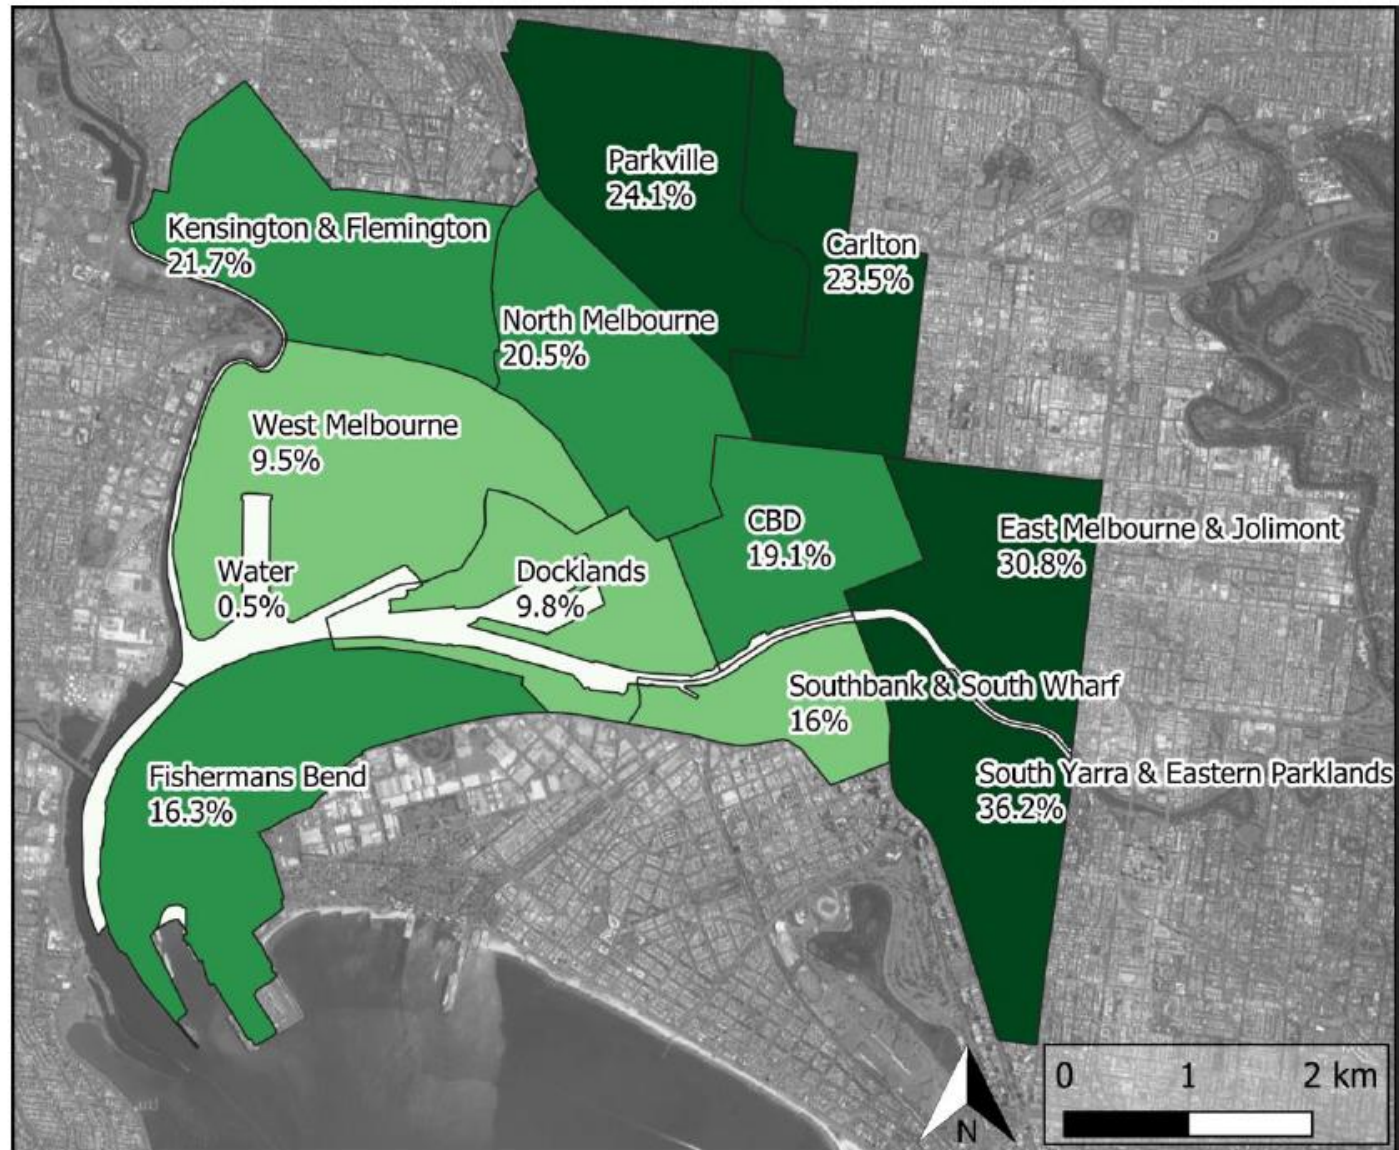 Parkville
24.1%
Kensington & Flemington
21.7%
Carlton
23.5%
North Melbourne
20.5%
West Melbourne
9.5%
CBD
19.1%
East Melbourne & Jolimont
30.8%
Water
0.5%
Docklands
9.8%
Southbank & South Wharf
16%
Fishermans Bend
16.3%
South Yarra & Eastern Parklands
36.2%
0 1 2 km
N